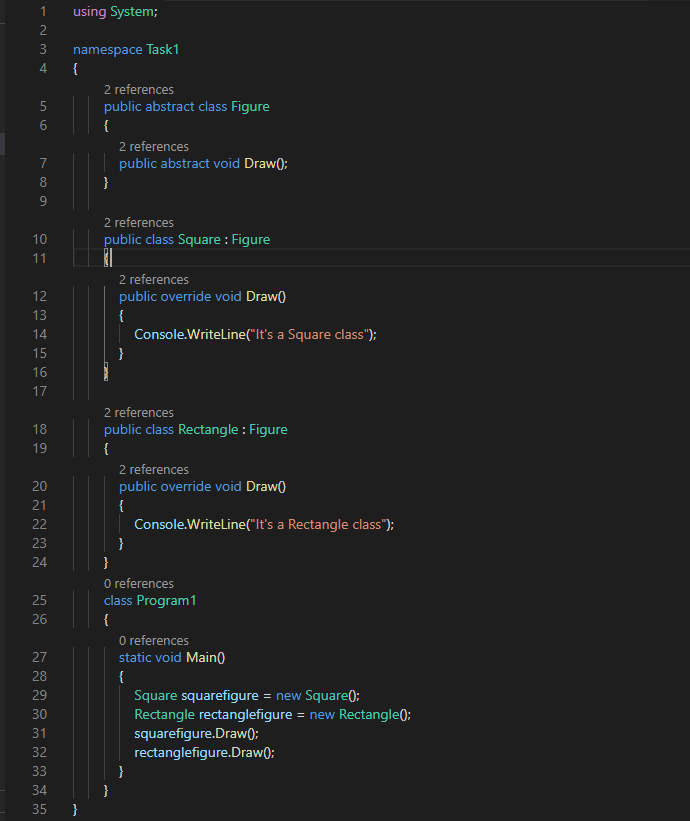 1 using System;
2
3 namespace Task1
4 {
2 references
5 public abstract class Figure
6 {
2 references
7 public abstract void Draw();
8 }
9
2 references
10 public class Square : Figure
11 {
2 references
12 public override void Draw()
13 {
14 Console.WriteLine("It's a Square class");
15 }
16 }
17
2 references
18 public class Rectangle : Figure
19 {
2 references
20 public override void Draw()
21 {
22 Console.WriteLine("It's a Rectangle class");
23 }
24 }
0 references
25 class Program1
26 {
0 references
27 static void Main()
28 {
29 Square squarefigure = new Square();
30 Rectangle rectanglefigure = new Rectangle();
31 squarefigure.Draw();
32 rectanglefigure.Draw();
33 }
34 }
35 }